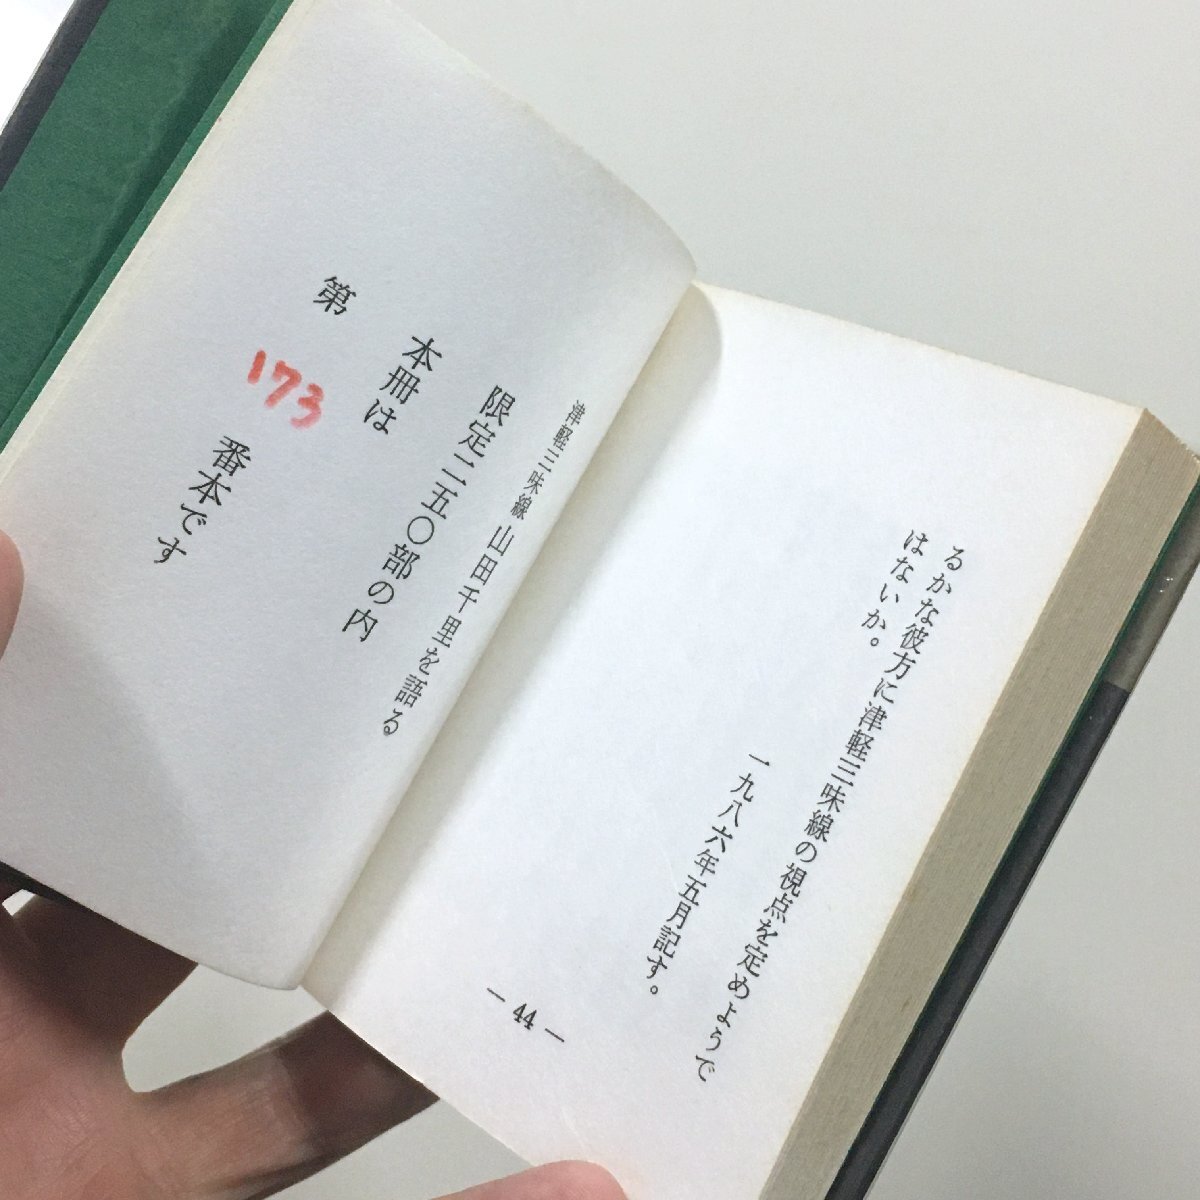 るかな彼方に津軽三味線の視点を定めようで
はないか。
一九八六年五月記す。
— 44 —
津軽三味線 山田千里を語る
限定二五〇部の内
本冊は
第 173 番本です